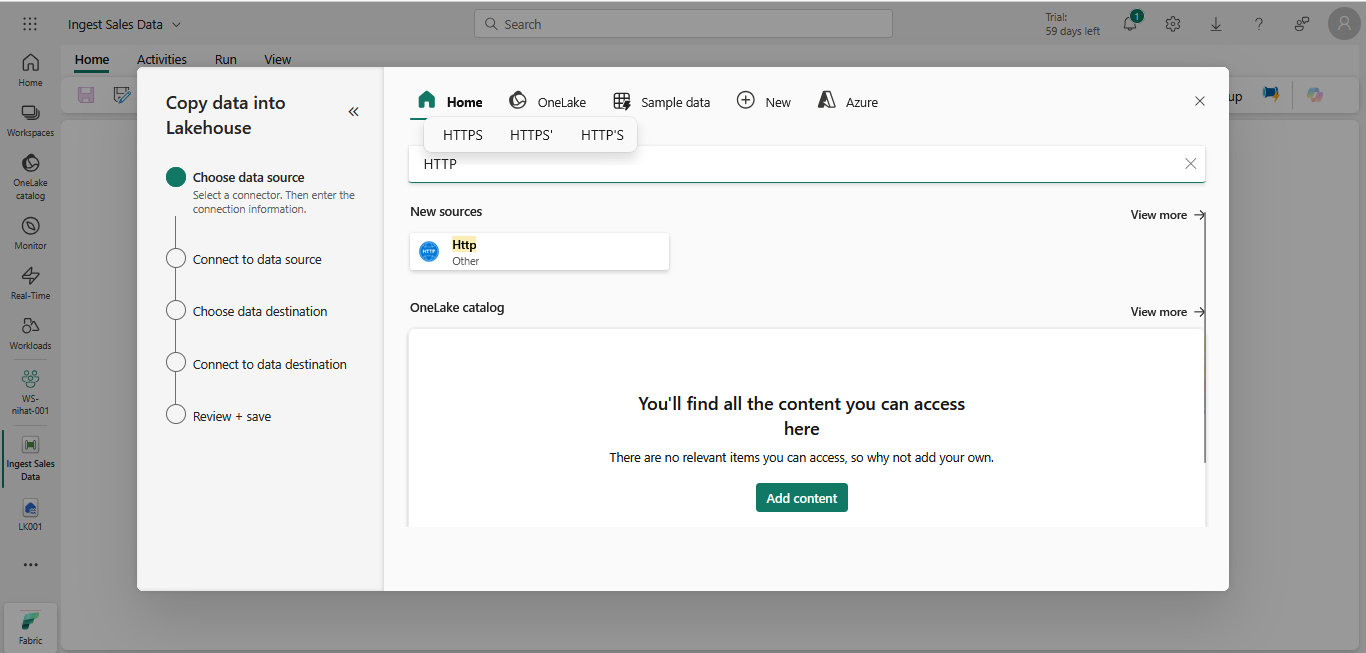 Ingest Sales Data
Search
Trial:
59 days left
1
Home
Activities
Run
View
Home
Workspaces
OneLake
catalog
Monitor
Real-Time
Workloads
WS-
nihat-001
Ingest Sales
Data
LK001
Fabric
up
Copy data into
Lakehouse
Choose data source
Select a connector. Then enter the
connection information.
Connect to data source
Choose data destination
Connect to data destination
Review + save
Home
OneLake
Sample data
New
Azure
HTTPS
HTTPS'
HTTP'S
HTTP
New sources
View more
HTTP
Http
Other
OneLake catalog
View more
You'll find all the content you can access
here
There are no relevant items you can access, so why not add your own.
Add content